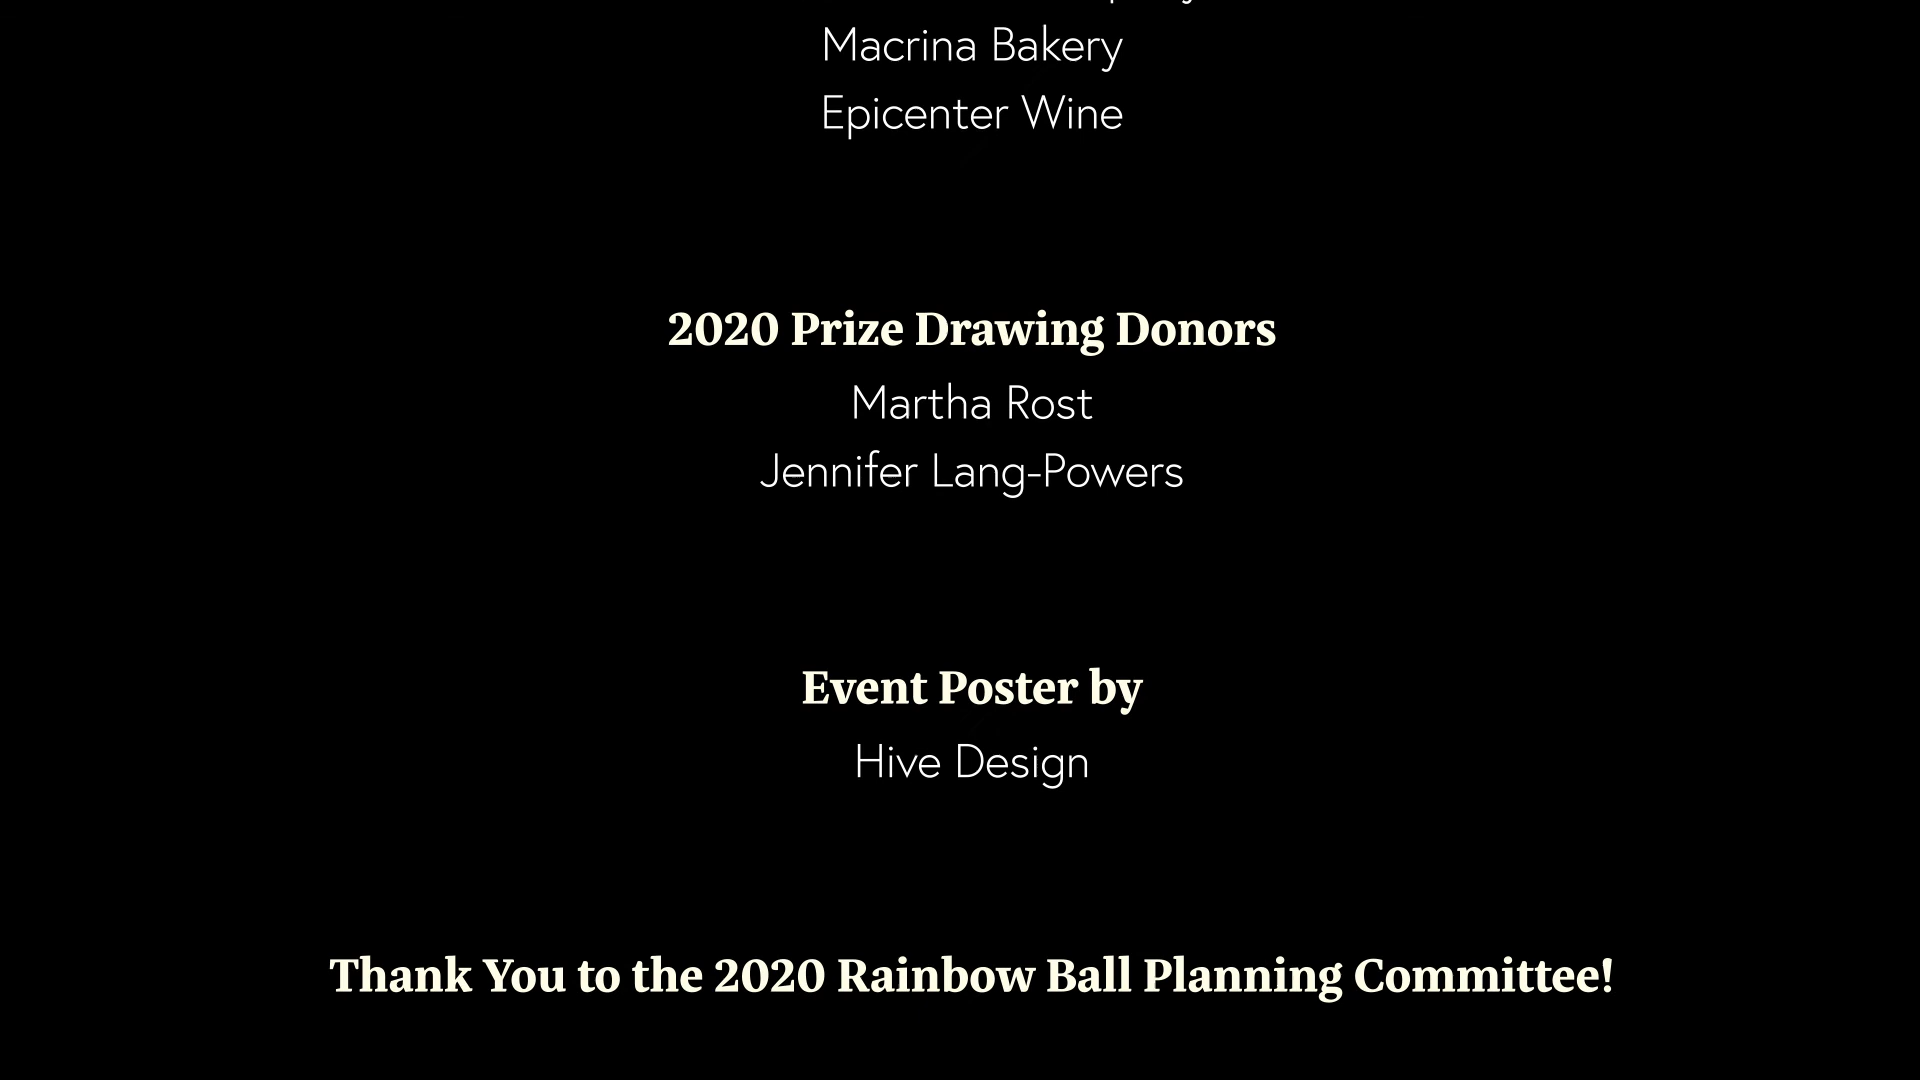 Macrina Bakery
Epicenter Wine
2020 Prize Drawing Donors
Martha Rost
Jennifer Lang-Powers
Event Poster by
Hive Design
Thank You to the 2020 Rainbow Ball Planning Committee!